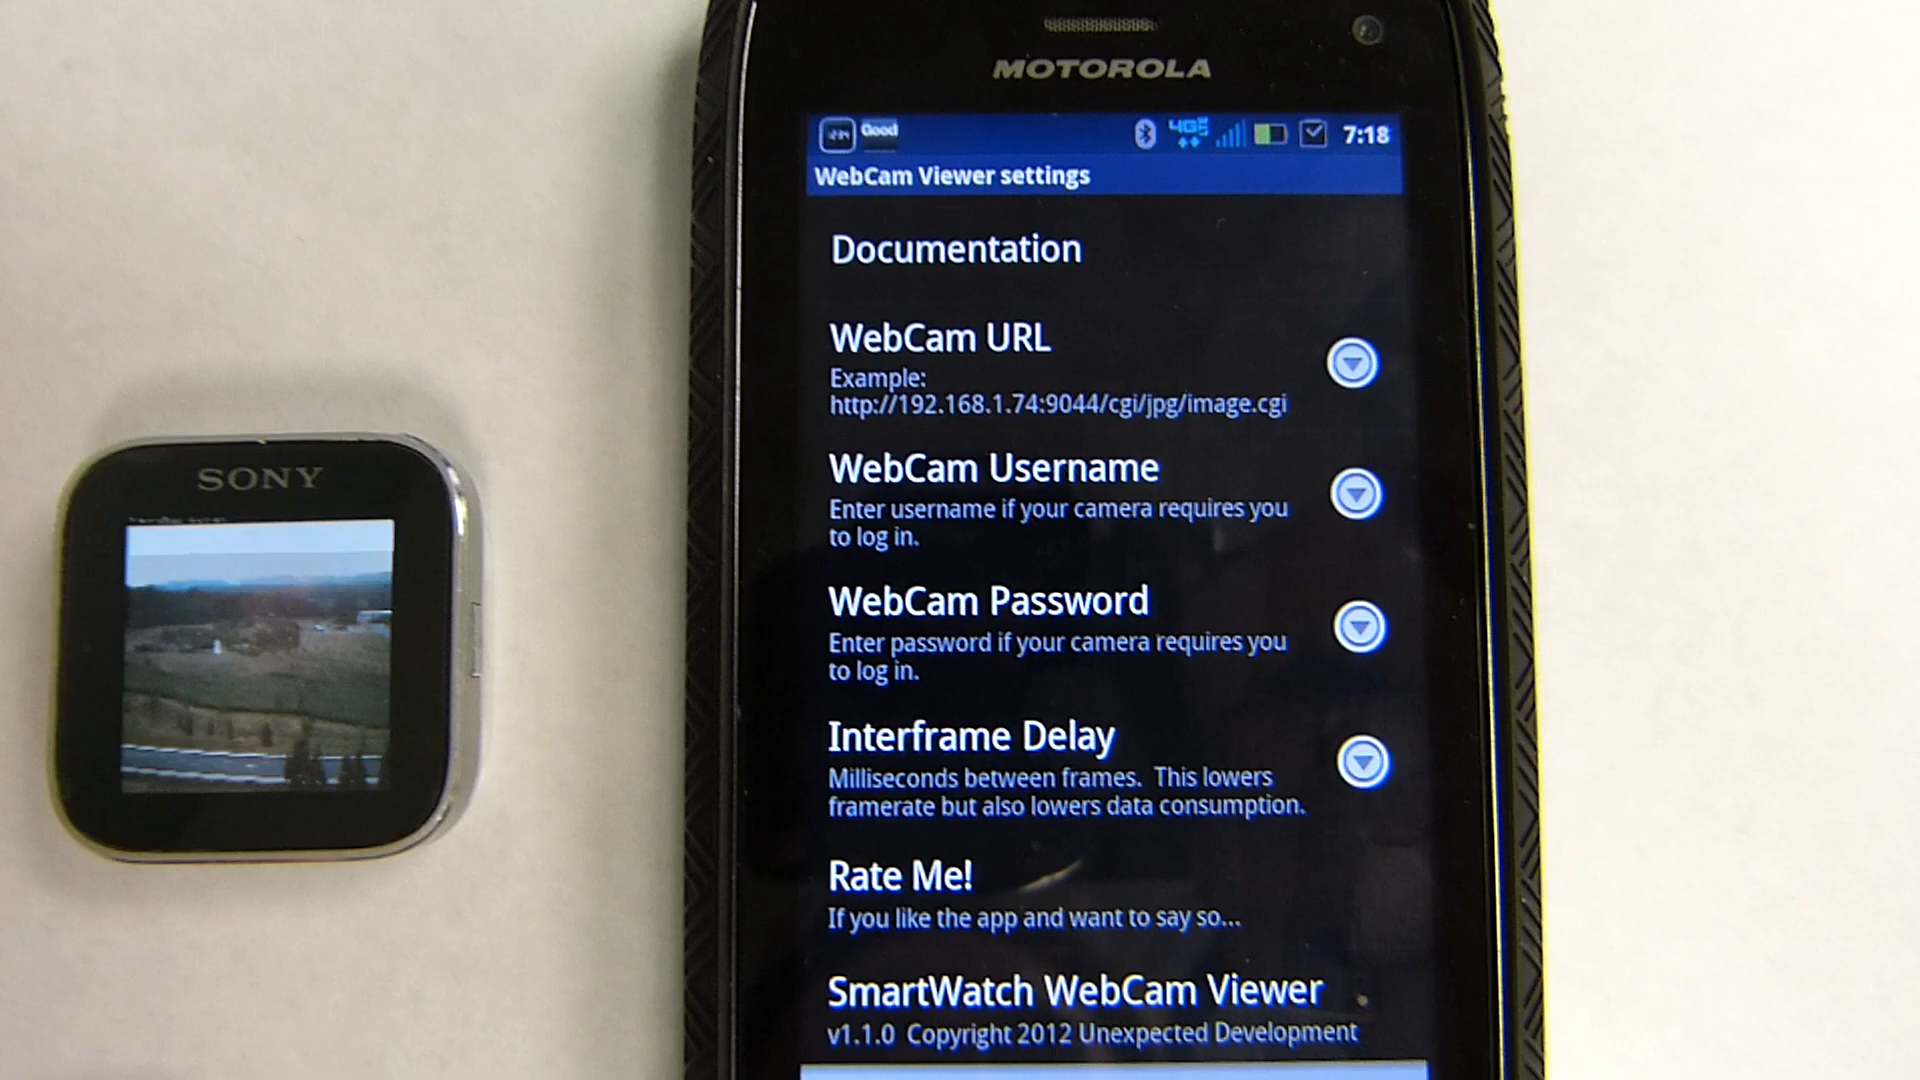 MOTOROLA
Good
4G
7:18
WebCam Viewer settings
Documentation
WebCam URL
Example:
http://192.168.1.74:9044/cgi/jpg/image.cgi
WebCam Username
Enter username if your camera requires you
to log in.
WebCam Password
Enter password if your camera requires you
to log in.
Interframe Delay
Milliseconds between frames. This lowers
framerate but also lowers data consumption.
Rate Me!
If you like the app and want to say so...
SmartWatch WebCam Viewer
v1.1.0 Copyright 2012 Unexpected Development
SONY